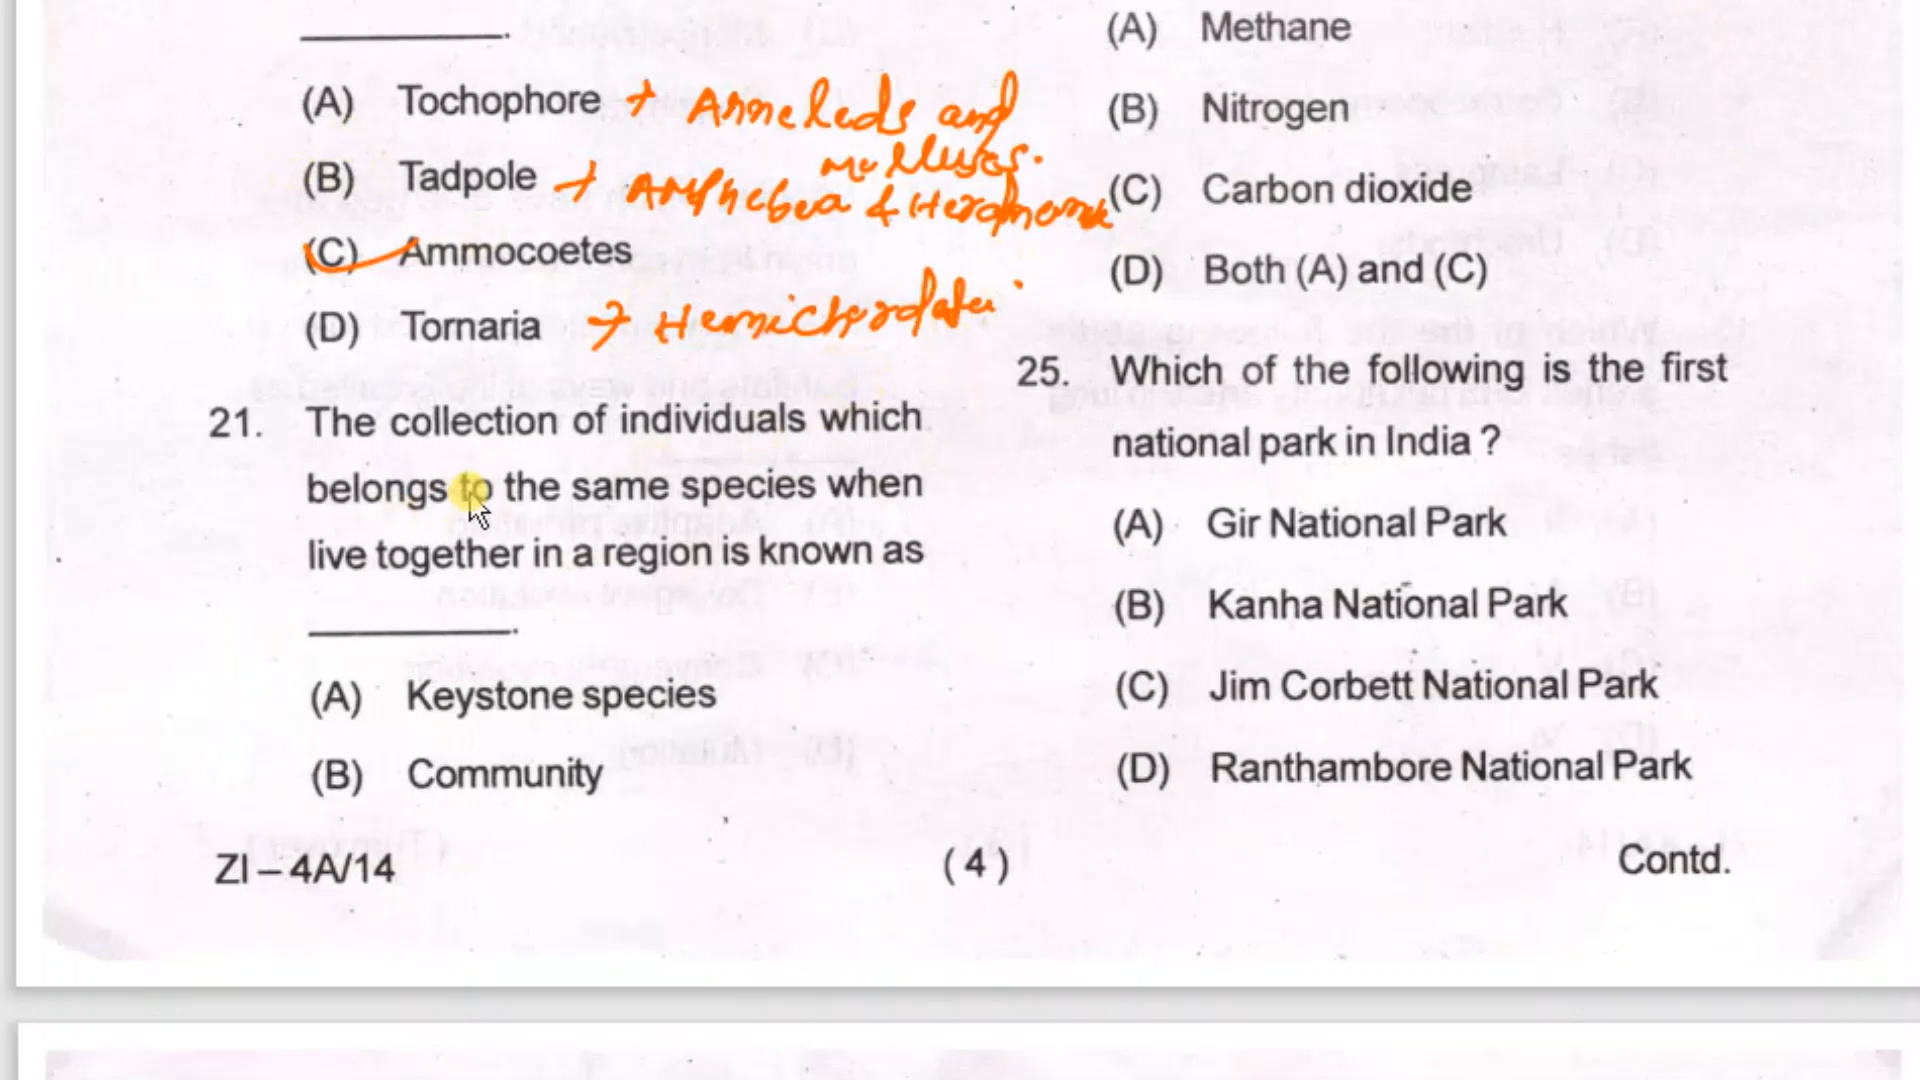 (A) Tochophore → Annelids and
molluscs.
(B) Tadpole → Amphibia &
(C) Ammocoetes
(D) Tornaria → Hemichordata
21. The collection of individuals which
belongs to the same species when
live together in a region is known as
__________.
(A) Keystone species
(B) Community
ZI – 4A/14
(A) Methane
(B) Nitrogen
(C) Carbon dioxide
(D) Both (A) and (C)
25. Which of the following is the first
national park in India ?
(A) Gir National Park
(B) Kanha National Park
(C) Jim Corbett National Park
(D) Ranthambore National Park
( 4 )
Contd.